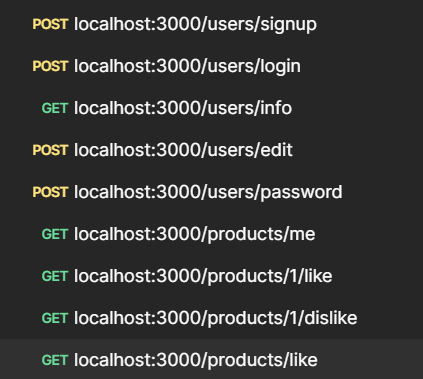 POST localhost:3000/users/signup
POST localhost:3000/users/login
GET localhost:3000/users/info
POST localhost:3000/users/edit
POST localhost:3000/users/password
GET localhost:3000/products/me
GET localhost:3000/products/1/like
GET localhost:3000/products/1/dislike
GET localhost:3000/products/like